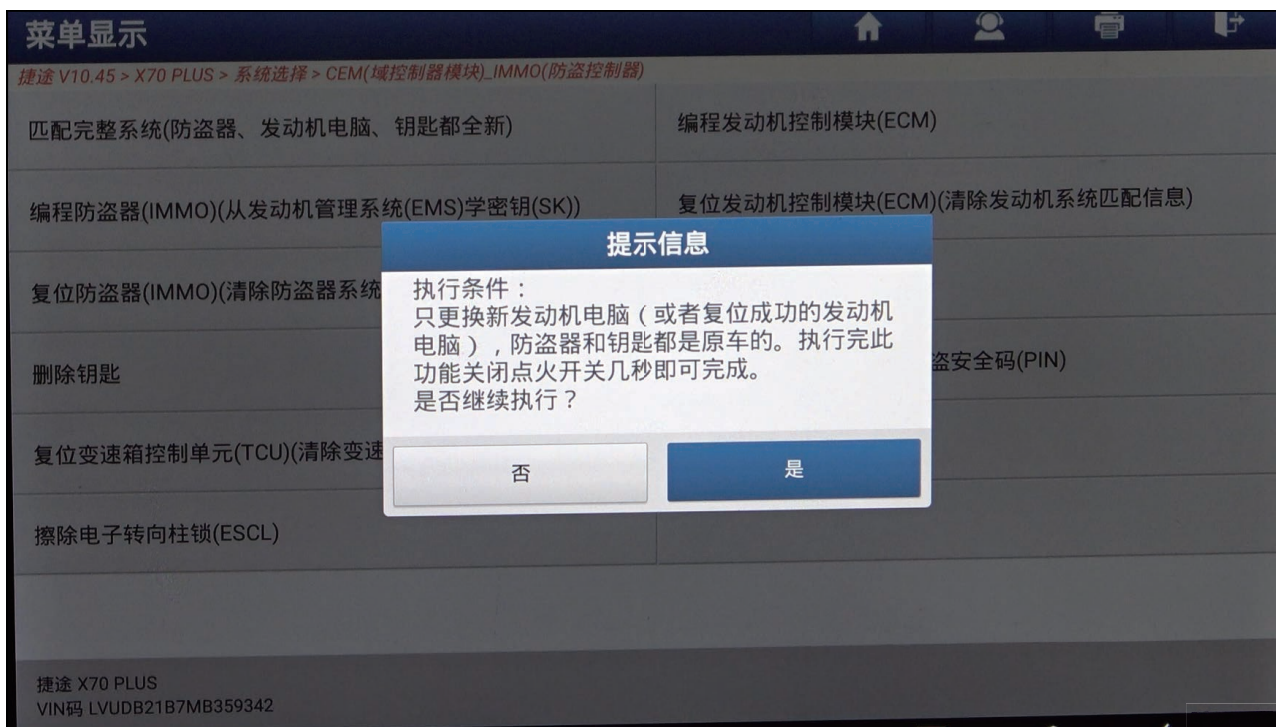 菜单显示
捷途 V10.45 > X70 PLUS > 系统选择 > CEM(域控制器模块)_IMMO(防盗控制器)
匹配完整系统(防盗器、发动机电脑、钥匙都全新)
编程发动机控制模块(ECM)
编程防盗器(IMMO)(从发动机管理系统(EMS)学密钥(SK))
复位发动机控制模块(ECM)(清除发动机系统匹配信息)
提示信息
复位防盗器(IMMO)(清除防盗器系统
执行条件：
只更换新发动机电脑（或者复位成功的发动机
电脑），防盗器和钥匙都是原车的。执行完此
功能关闭点火开关几秒即可完成。
是否继续执行？
删除钥匙
盗安全码(PIN)
复位变速箱控制单元(TCU)(清除变速
否
是
擦除电子转向柱锁(ESCL)
捷途 X70 PLUS
VIN码 LVUDB21B7MB359342